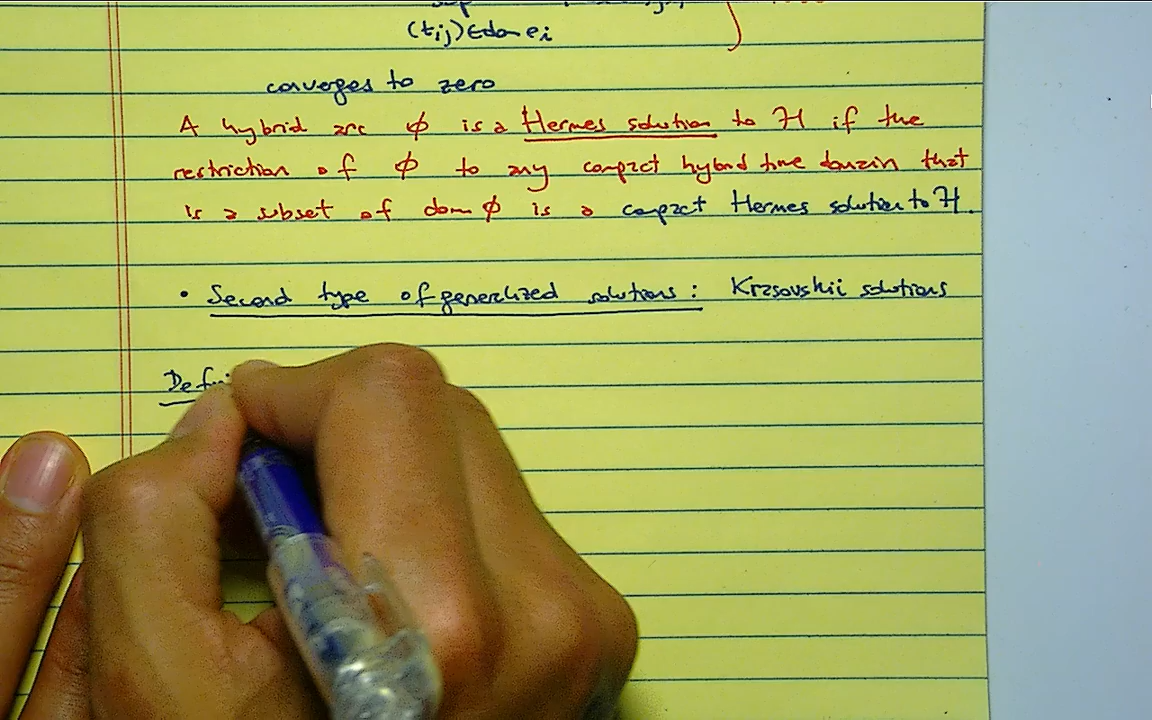 (t,j)∈dom ei
converges to zero
A hybrid arc ϕ is a Hermes solution to H if the
restriction of ϕ to any compact hybrid time domain that
is a subset of dom ϕ is a compact Hermes solution to H.
• Second type of generalized solutions: Krasovskii solutions
Defini